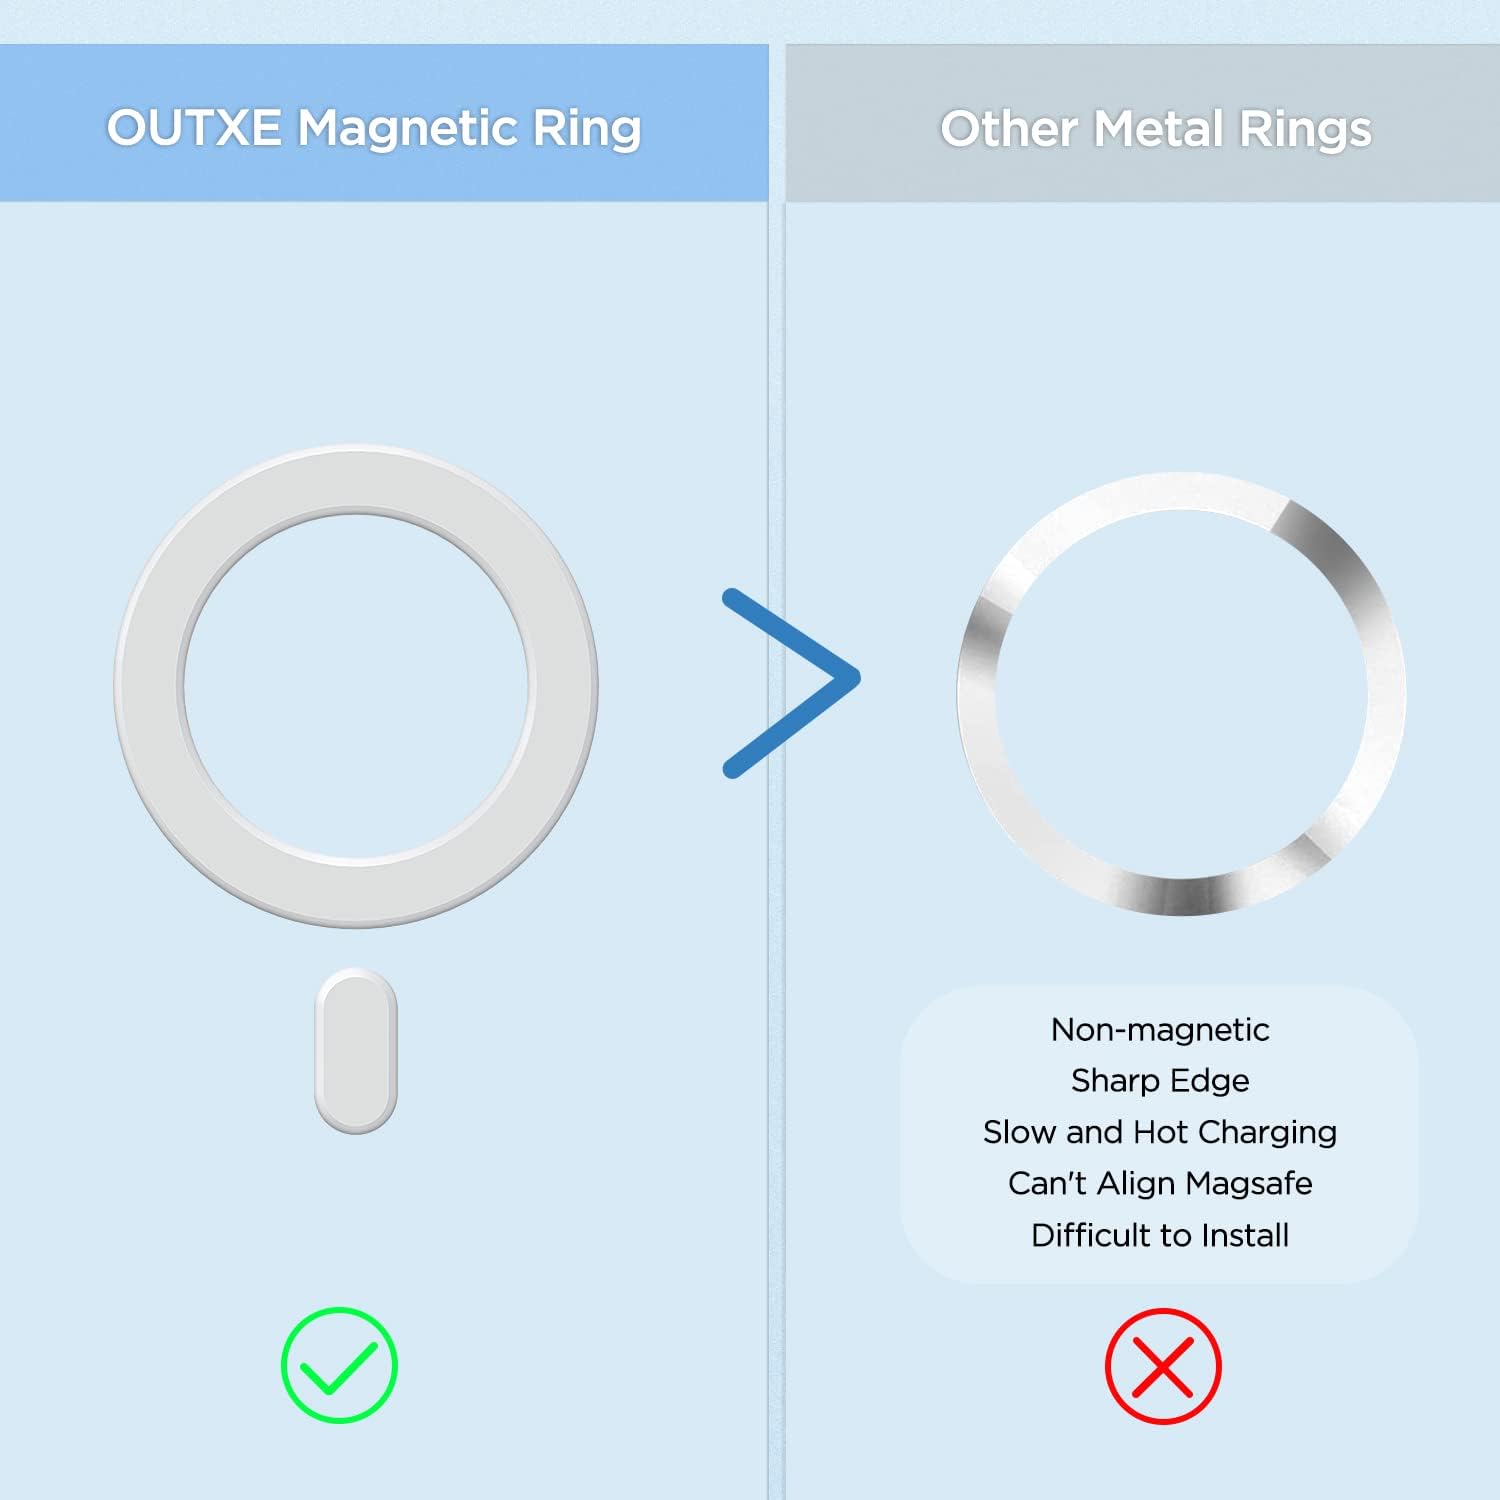 OUTXE Magnetic Ring
Other Metal Rings
Non-magnetic
Sharp Edge
Slow and Hot Charging
Can't Align Magsafe
Difficult to Install